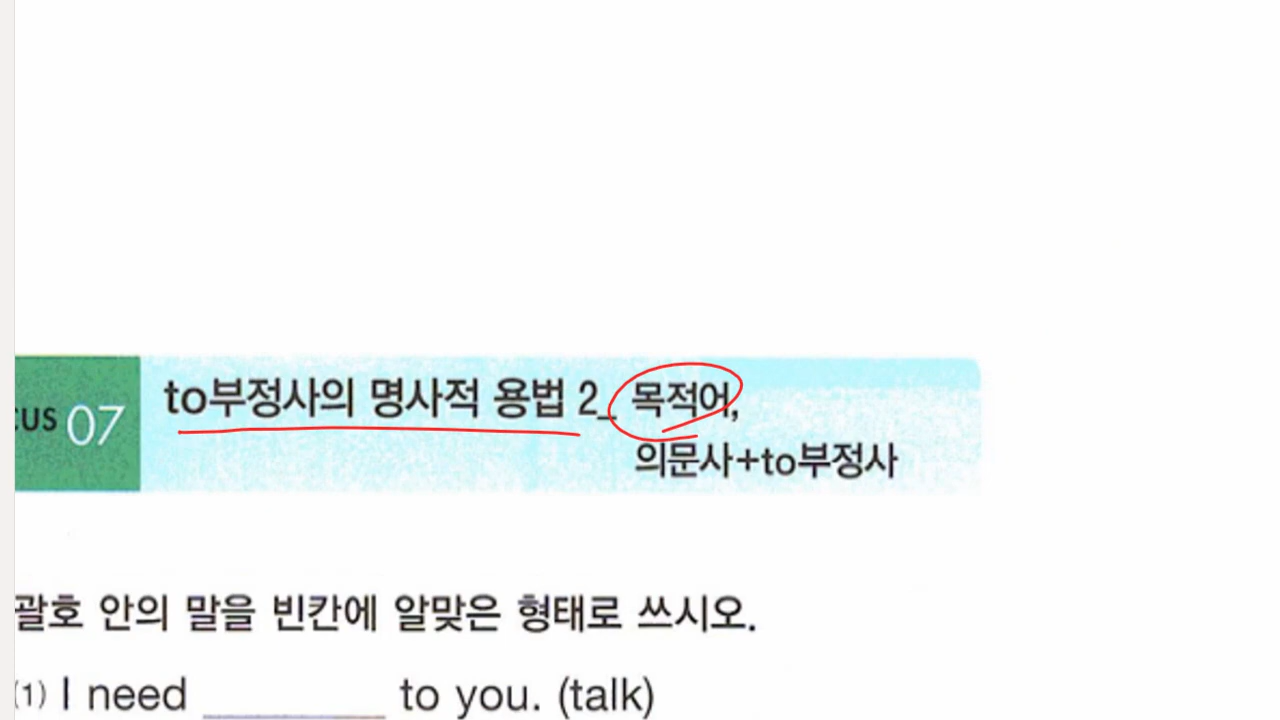 CUS 07 to부정사의 명사적 용법 2_ 목적어,
의문사+to부정사
괄호 안의 말을 빈칸에 알맞은 형태로 쓰시오.
(1) I need ________ to you. (talk)